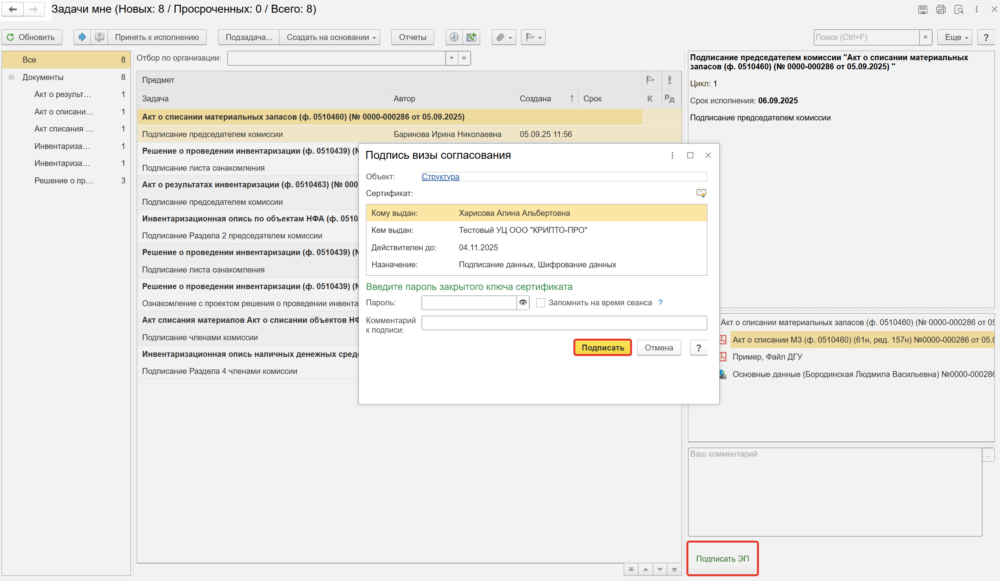 Задачи мне (Новых: 8 / Просроченных: 0 / Всего: 8)
Обновить
Принять к исполнению
Подзадача...
Создать на основании
Отчеты
Поиск (Ctrl+F)
×
Еще
?
Все 8
Документы 8
Акт о результ... 1
Акт о списани... 1
Акт списания ... 1
Инвентариза... 1
Инвентариза... 1
Решение о пр... 3
Отбор по организации:
×
Предмет
Задача Автор Создана ↑ Срок К Рд
Акт о списании материальных запасов (ф. 0510460) (№ 0000-000286 от 05.09.2025)
Подписание председателем комиссии Баринова Ирина Николаевна 05.09.25 11:56
Решение о проведении инвентаризации (ф. 0510439) (№
Подписание листа ознакомления
Акт о результатах инвентаризации (ф. 0510463) (№ 000
Подписание председателем комиссии
Инвентаризационная опись по объектам НФА (ф. 0510
Подписание Раздела 2 председателем комиссии
Решение о проведении инвентаризации (ф. 0510439) (№
Подписание листа ознакомления
Решение о проведении инвентаризации (ф. 0510439) (№
Ознакомление с проектом решения о проведении инвента
Акт списания материалов Акт о списании объектов НФ
Подписание членами комиссии
Инвентаризационная опись наличных денежных сред
Подписание Раздела 4 членами комиссии
Подпись визы согласования
Объект: Структура
Сертификат:
Кому выдан: Харисова Алина Альбертовна
Кем выдан: Тестовый УЦ ООО "КРИПТО-ПРО"
Действителен до: 04.11.2025
Назначение: Подписание данных, Шифрование данных
Введите пароль закрытого ключа сертификата
Пароль: Запомнить на время сеанса ?
Комментарий
к подписи:
Подписать Отмена ?
Подписание председателем комиссии "Акт о списании материальных
запасов (ф. 0510460) (№ 0000-000286 от 05.09.2025) "
Цикл: 1
Срок исполнения: 06.09.2025
Подписание председателем комиссии
Акт о списании материальных запасов (ф. 0510460) (№ 0000-000286 от 05
Акт о списании МЗ (ф. 0510460) (61н, ред. 157н) №0000-000286 от 05.0
Пример, Файл ДГУ
Основные данные (Бородинская Людмила Васильевна) №0000-000286
Ваш комментарий
...
Подписать ЭП